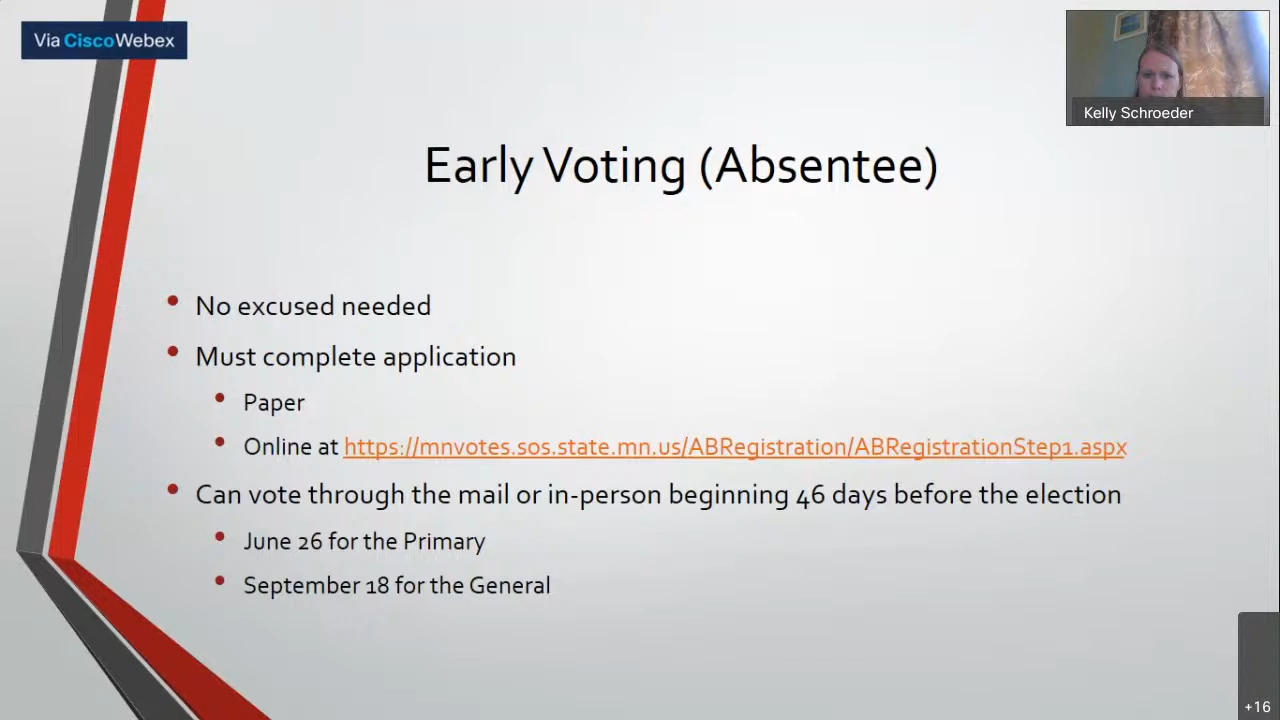 Via Cisco Webex
Kelly Schroeder
Early Voting (Absentee)
No excused needed
Must complete application
Paper
Online at https://mnvotes.sos.state.mn.us/ABRegistration/ABRegistrationStep1.aspx
Can vote through the mail or in-person beginning 46 days before the election
June 26 for the Primary
September 18 for the General
+16